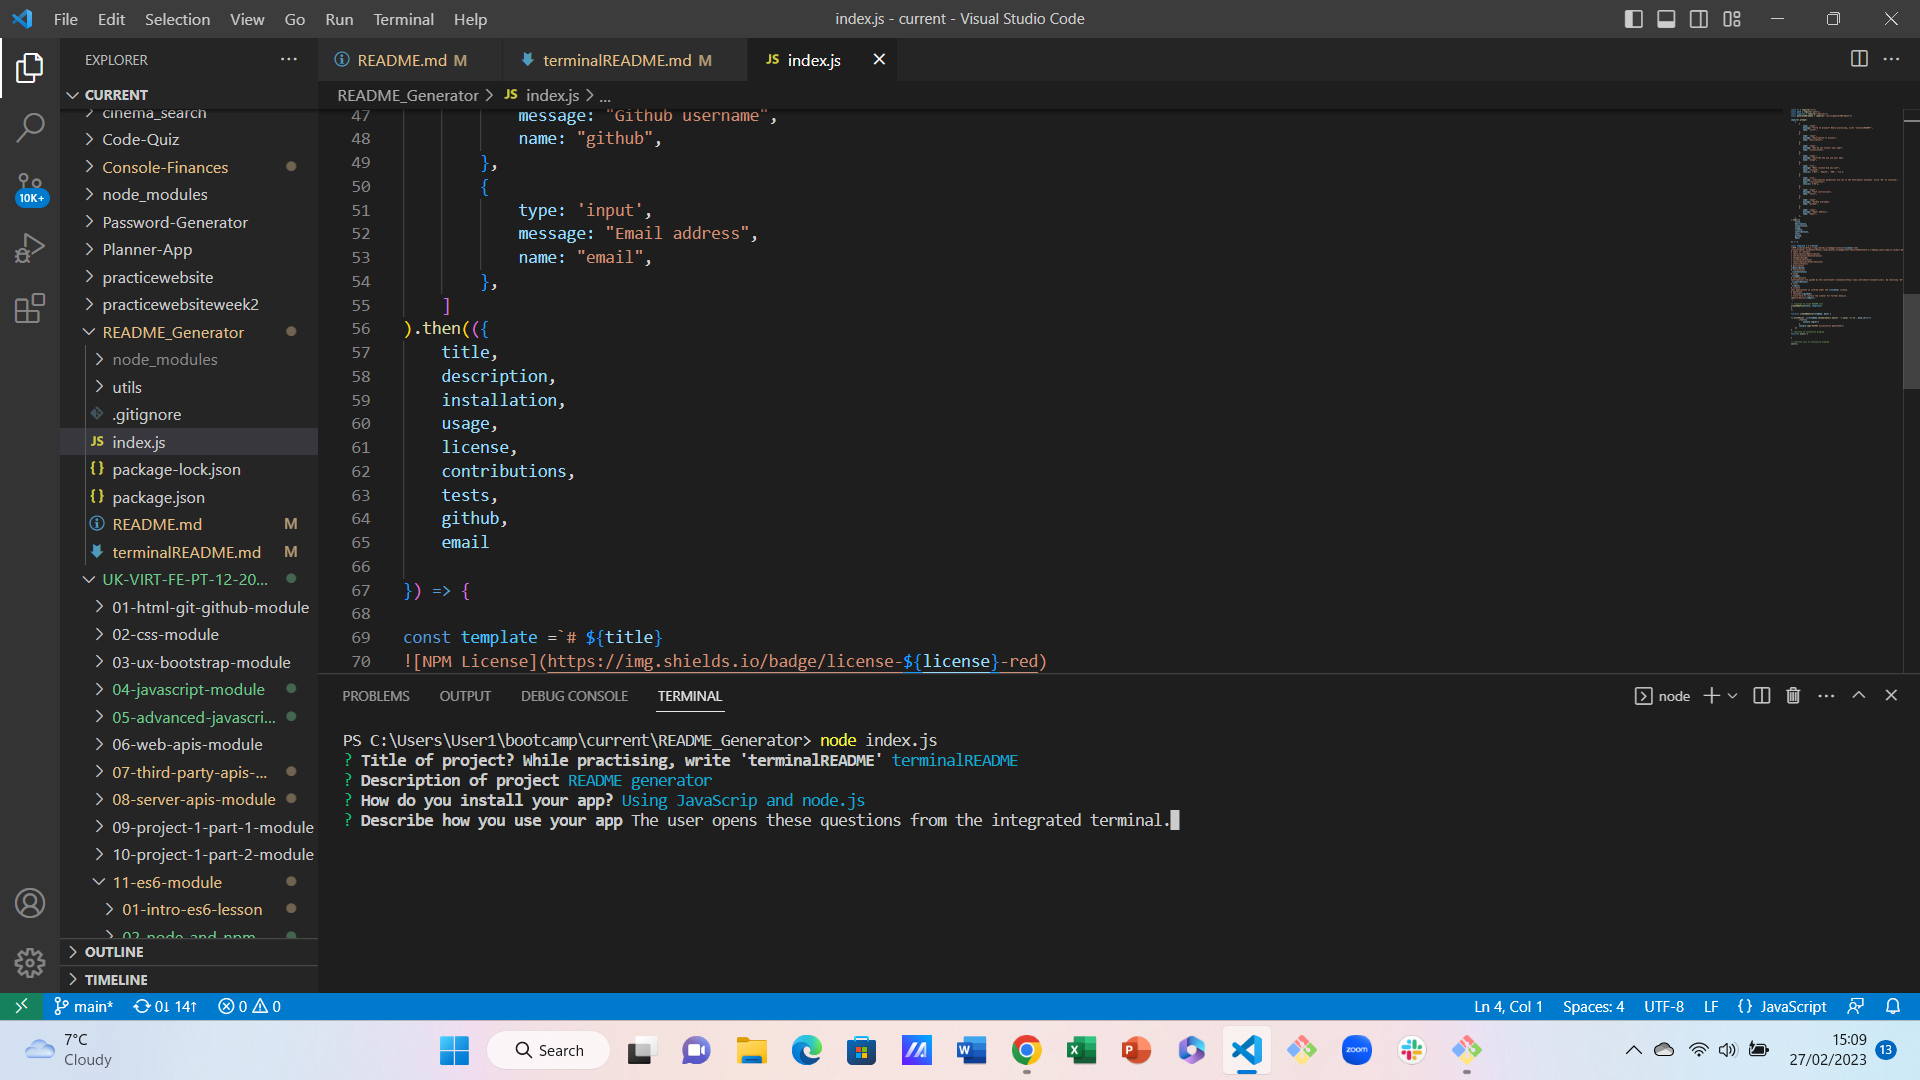 File Edit Selection View Go Run Terminal Help
index.js - current - Visual Studio Code
EXPLORER
README.md M
terminalREADME.md M
JS index.js
CURRENT
README_Generator > JS index.js > ...
cinema_search
Code-Quiz
Console-Finances
node_modules
Password-Generator
Planner-App
practicewebsite
practicewebsiteweek2
README_Generator
node_modules
utils
.gitignore
JS index.js
{} package-lock.json
{} package.json
README.md M
terminalREADME.md M
UK-VIRT-FE-PT-12-20...
01-html-git-github-module
02-css-module
03-ux-bootstrap-module
04-javascript-module
05-advanced-javascri...
06-web-apis-module
07-third-party-apis-...
08-server-apis-module
09-project-1-part-1-module
10-project-1-part-2-module
11-es6-module
01-intro-es6-lesson
02-node-and-npm
OUTLINE
TIMELINE
10K+
47 message: "Github username",
48 name: "github",
49 },
50 {
51 type: 'input',
52 message: "Email address",
53 name: "email",
54 },
55 ]
56 ).then(({
57 title,
58 description,
59 installation,
60 usage,
61 license,
62 contributions,
63 tests,
64 github,
65 email
66
67 }) => {
68
69 const template =`# ${title}
70 ![NPM License](https://img.shields.io/badge/license-${license}-red)
PROBLEMS OUTPUT DEBUG CONSOLE TERMINAL
node
PS C:\Users\User1\bootcamp\current\README_Generator> node index.js
? Title of project? While practising, write 'terminalREADME' terminalREADME
? Description of project README generator
? How do you install your app? Using JavaScrip and node.js
? Describe how you use your app The user opens these questions from the integrated terminal.
main* 0↓ 14↑ 0 0
Ln 4, Col 1 Spaces: 4 UTF-8 LF {} JavaScript
7°C
Cloudy
Search
zoom
15:09
27/02/2023
13